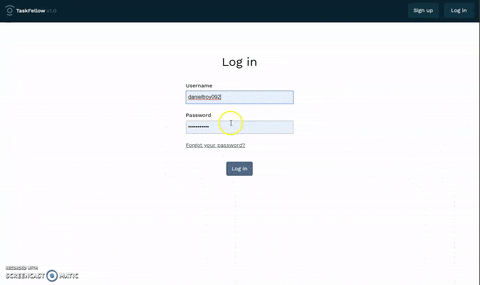 TaskFellow V1.0
Sign up
Log in
Log in
Username
danieltroy092
Password
Forgot your password?
Log in
RECORDED WITH
SCREENCAST MATIC